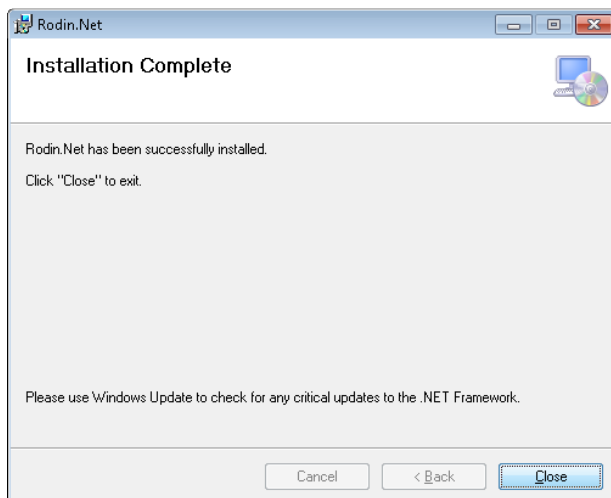 Rodin.Net
Installation Complete
Rodin.Net has been successfully installed.
Click "Close" to exit.
Please use Windows Update to check for any critical updates to the .NET Framework.
Cancel
< Back
Close